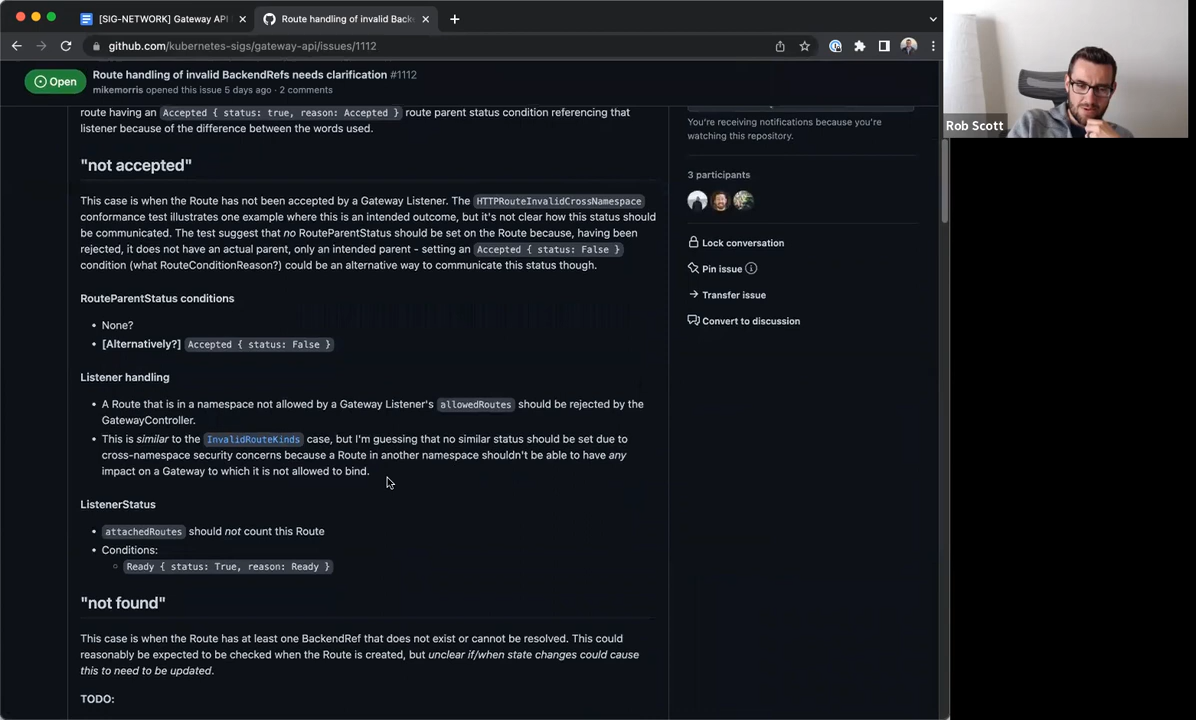 [SIG-NETWORK] Gateway API
Route handling of invalid Back
github.com/kubernetes-sigs/gateway-api/issues/1112
Open
Route handling of invalid BackendRefs needs clarification #1112
mikemorris opened this issue 5 days ago · 2 comments
route having an Accepted { status: true, reason: Accepted } route parent status condition referencing that
listener because of the difference between the words used.
"not accepted"
This case is when the Route has not been accepted by a Gateway Listener. The HTTPRouteInvalidCrossNamespace
conformance test illustrates one example where this is an intended outcome, but it's not clear how this status should
be communicated. The test suggest that no RouteParentStatus should be set on the Route because, having been
rejected, it does not have an actual parent, only an intended parent - setting an Accepted { status: False }
condition (what RouteConditionReason?) could be an alternative way to communicate this status though.
RouteParentStatus conditions
• None?
• [Alternatively?] Accepted { status: False }
Listener handling
• A Route that is in a namespace not allowed by a Gateway Listener's allowedRoutes should be rejected by the
GatewayController.
• This is similar to the InvalidRouteKinds case, but I'm guessing that no similar status should be set due to
cross-namespace security concerns because a Route in another namespace shouldn't be able to have any
impact on a Gateway to which it is not allowed to bind.
ListenerStatus
• attachedRoutes should not count this Route
• Conditions:
◦ Ready { status: True, reason: Ready }
"not found"
This case is when the Route has at least one BackendRef that does not exist or cannot be resolved. This could
reasonably be expected to be checked when the Route is created, but unclear if/when state changes could cause
this to need to be updated.
TODO:
You're receiving notifications because you're
watching this repository.
3 participants
Lock conversation
Pin issue
Transfer issue
Convert to discussion
Rob Scott